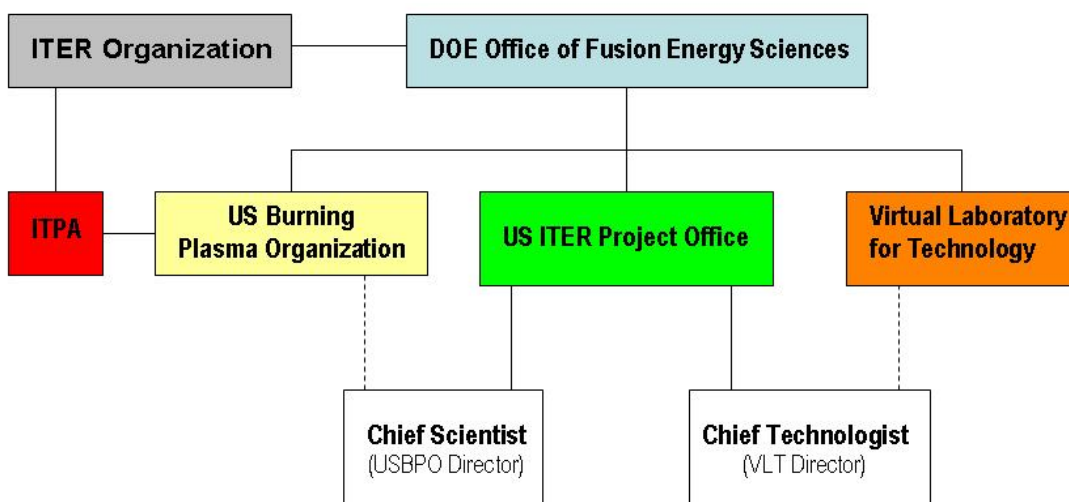 ITER Organization
DOE Office of Fusion Energy Sciences
ITPA
US Burning
Plasma Organization
US ITER Project Office
Virtual Laboratory
for Technology
Chief Scientist
(USBPO Director)
Chief Technologist
(VLT Director)